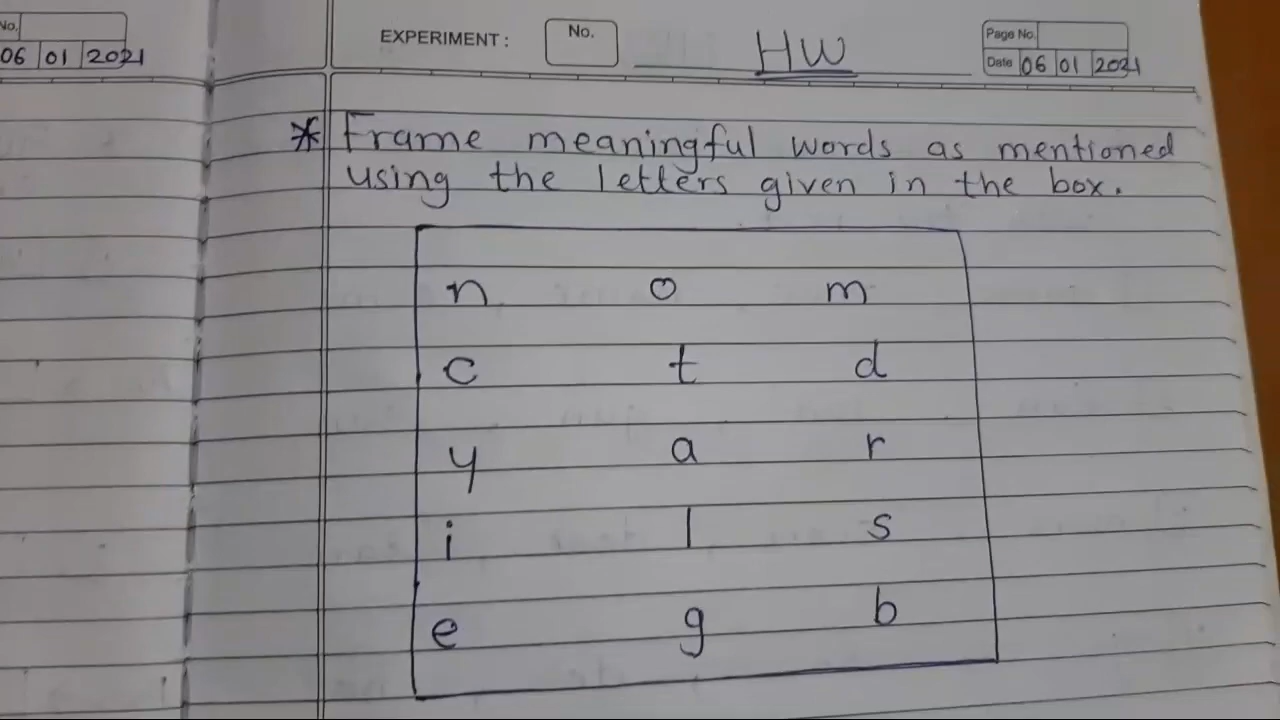 No.
06 01 2021
EXPERIMENT :
No.
HW
Page No.
Date 06 01 2021
* Frame meaningful words as mentioned
using the letters given in the box.
n o m
c t d
y a r
i l s
e g b